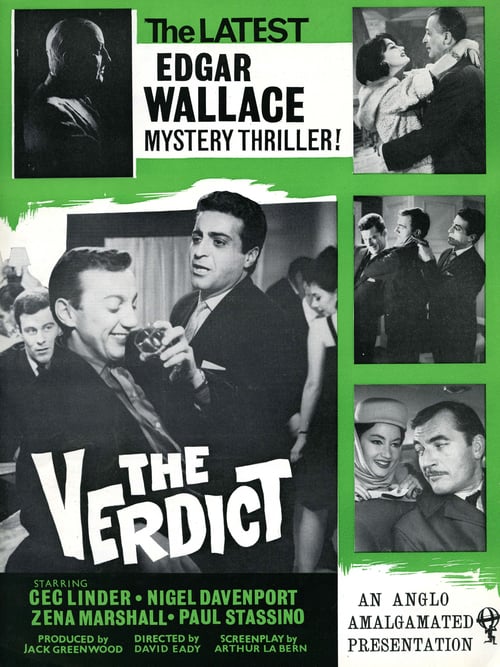 The LATEST
EDGAR
WALLACE
MYSTERY THRILLER!
THE
VERDICT
STARRING
CEC LINDER • NIGEL DAVENPORT
ZENA MARSHALL • PAUL STASSINO
PRODUCED by DIRECTED by SCREENPLAY by
JACK GREENWOOD DAVID EADY ARTHUR LA BERN
AN ANGLO
AMALGAMATED
PRESENTATION